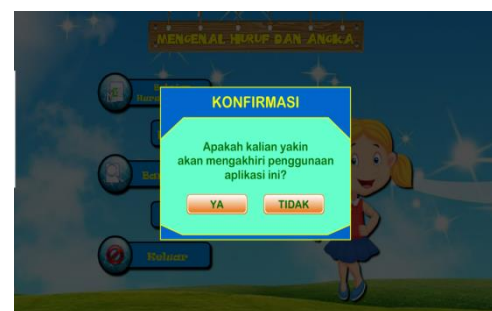 MENGENAL HURUF DAN ANGKA
KONFIRMASI
Apakah kalian yakin
akan mengakhiri penggunaan
aplikasi ini?
YA
TIDAK
Keluar